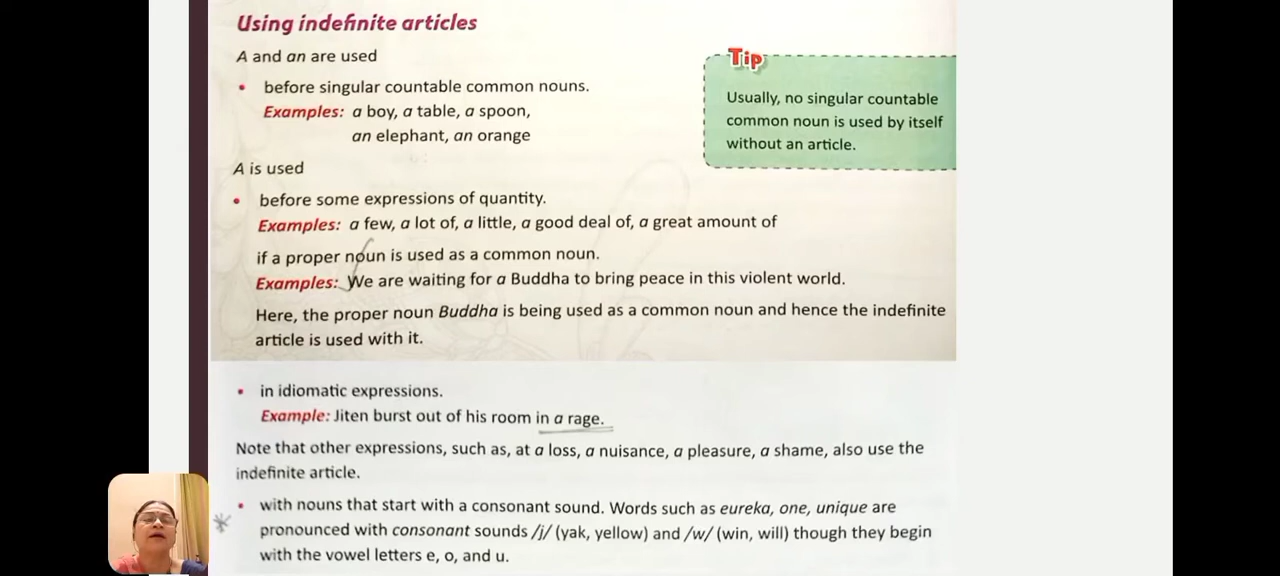 Using indefinite articles
A and an are used
• before singular countable common nouns.
Examples: a boy, a table, a spoon,
an elephant, an orange
Tip
Usually, no singular countable
common noun is used by itself
without an article.
A is used
• before some expressions of quantity.
Examples: a few, a lot of, a little, a good deal of, a great amount of
if a proper noun is used as a common noun.
Examples: We are waiting for a Buddha to bring peace in this violent world.
Here, the proper noun Buddha is being used as a common noun and hence the indefinite
article is used with it.
• in idiomatic expressions.
Example: Jiten burst out of his room in a rage.
Note that other expressions, such as, at a loss, a nuisance, a pleasure, a shame, also use the
indefinite article.
• with nouns that start with a consonant sound. Words such as eureka, one, unique are
pronounced with consonant sounds /j/ (yak, yellow) and /w/ (win, will) though they begin
with the vowel letters e, o, and u.